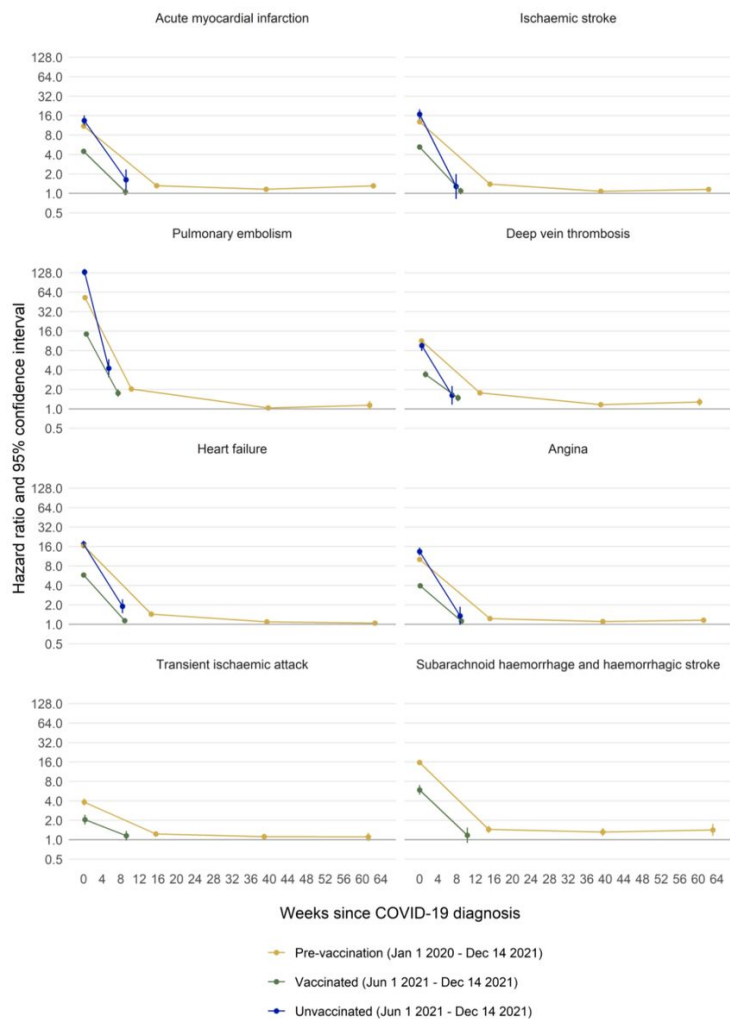 Acute myocardial infarction
Ischaemic stroke
128.0
64.0
32.0
16.0
8.0
4.0
2.0
1.0
0.5
Pulmonary embolism
Deep vein thrombosis
128.0
64.0
32.0
16.0
8.0
4.0
2.0
1.0
0.5
Heart failure
Angina
128.0
64.0
32.0
16.0
8.0
4.0
2.0
1.0
0.5
Transient ischaemic attack
Subarachnoid haemorrhage and haemorrhagic stroke
128.0
64.0
32.0
16.0
8.0
4.0
2.0
1.0
0.5
Hazard ratio and 95% confidence interval
0 4 8 12 16 20 24 28 32 36 40 44 48 52 56 60 64
0 4 8 12 16 20 24 28 32 36 40 44 48 52 56 60 64
Weeks since COVID-19 diagnosis
Pre-vaccination (Jan 1 2020 - Dec 14 2021)
Vaccinated (Jun 1 2021 - Dec 14 2021)
Unvaccinated (Jun 1 2021 - Dec 14 2021)